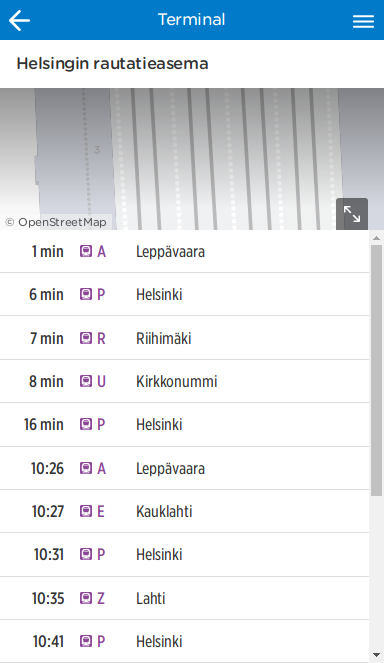 Terminal
Helsingin rautatieasema
3
© OpenStreetMap
1 min A Leppävaara
6 min P Helsinki
7 min R Riihimäki
8 min U Kirkkonummi
16 min P Helsinki
10:26 A Leppävaara
10:27 E Kauklahti
10:31 P Helsinki
10:35 Z Lahti
10:41 P Helsinki